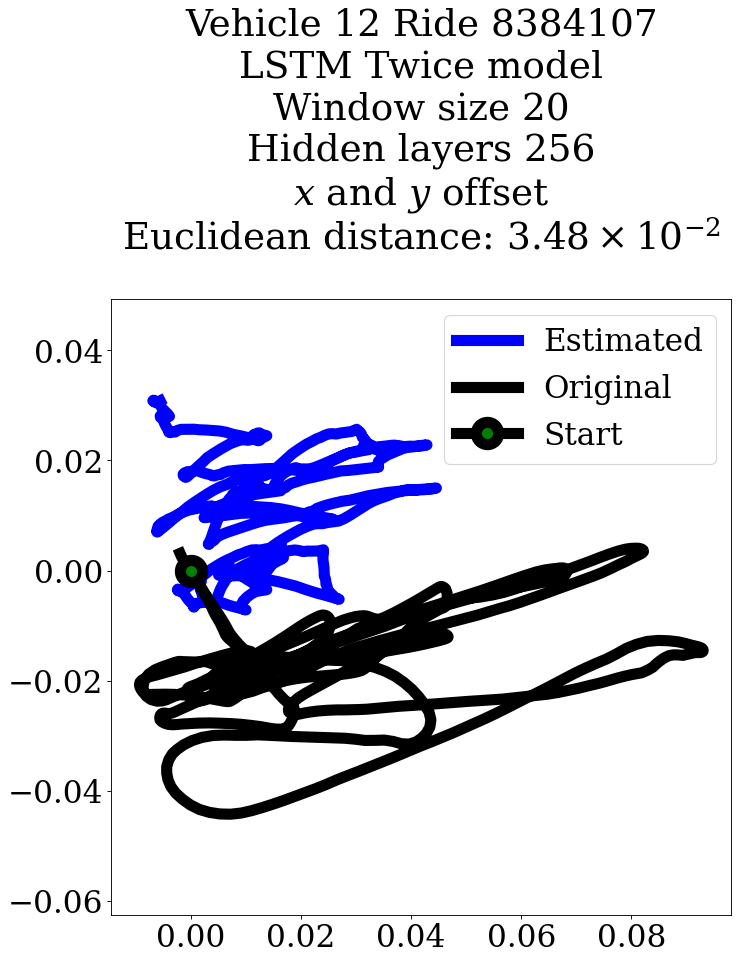 Vehicle 12 Ride 8384107
LSTM Twice model
Window size 20
Hidden layers 256
x and y offset
Euclidean distance: 3.48 × 10⁻²
Estimated
Original
Start
0.04
0.02
0.00
−0.02
−0.04
−0.06
0.00 0.02 0.04 0.06 0.08